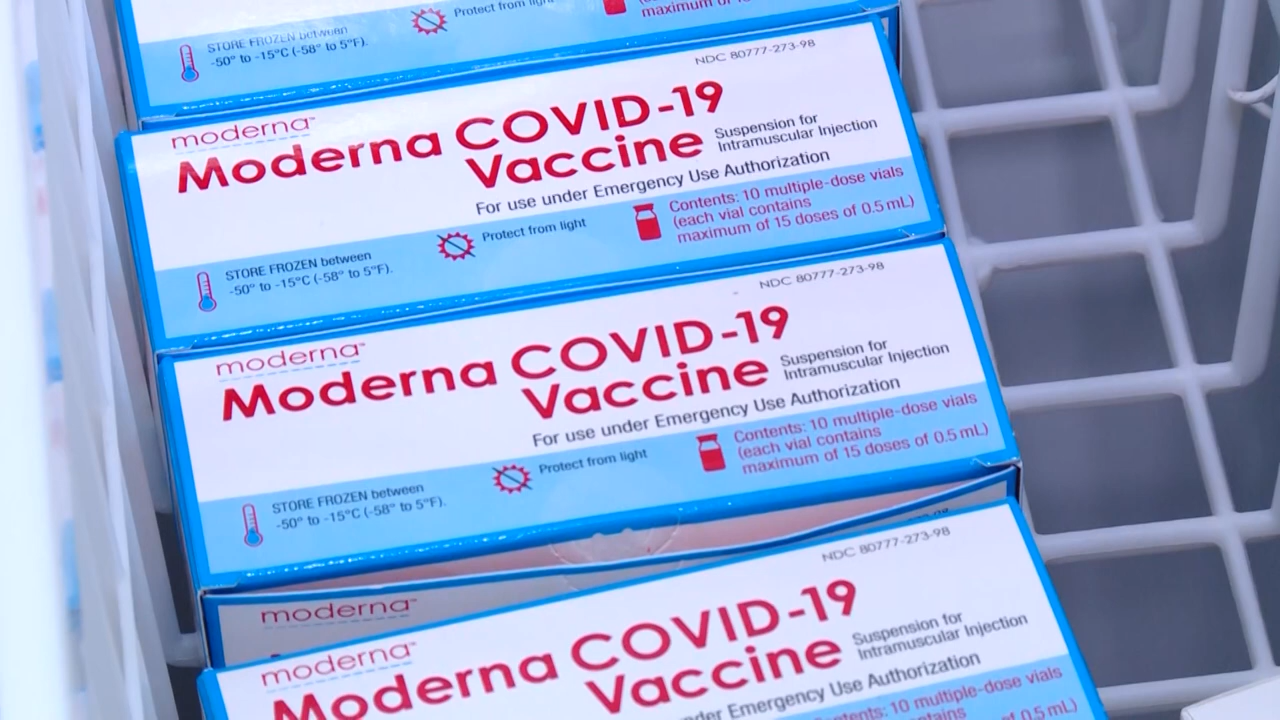 STORE FROZEN between
-50° to -15°C (-58° to 5°F).
Protect from light
maximum of 15
NDC 80777-273-98
moderna
Moderna COVID-19
Vaccine
Suspension for
Intramuscular Injection
For use under Emergency Use Authorization
STORE FROZEN between
-50° to -15°C (-58° to 5°F).
Protect from light
Contents: 10 multiple-dose vials
(each vial contains
maximum of 15 doses of 0.5 mL)
NDC 80777-273-98
moderna
Moderna COVID-19
Vaccine
Suspension for
Intramuscular Injection
For use under Emergency Use Authorization
STORE FROZEN between
-50° to -15°C (-58° to 5°F).
Protect from light
Contents: 10 multiple-dose vials
(each vial contains
maximum of 15 doses of 0.5 mL)
moderna
NDC 80777-273-98
moderna
Moderna COVID-19
Vaccine
Suspension for
Intramuscular Injection
Emergency Use Authorization
10 multiple-dose vials
of 0.5 mL)